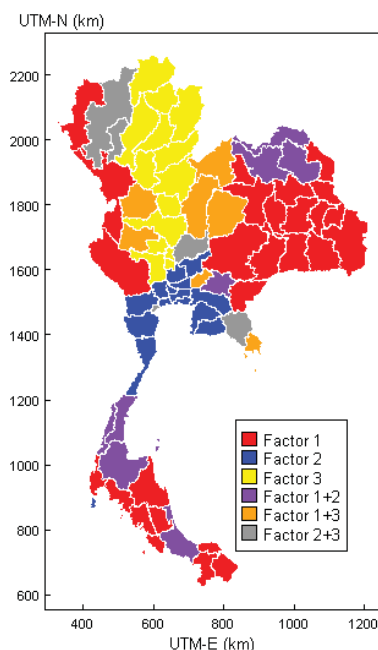 UTM-N (km)
2200
2000
1800
1600
1400
1200
1000
800
600
Factor 1
Factor 2
Factor 3
Factor 1+2
Factor 1+3
Factor 2+3
400 600 800 1000 1200
UTM-E (km)